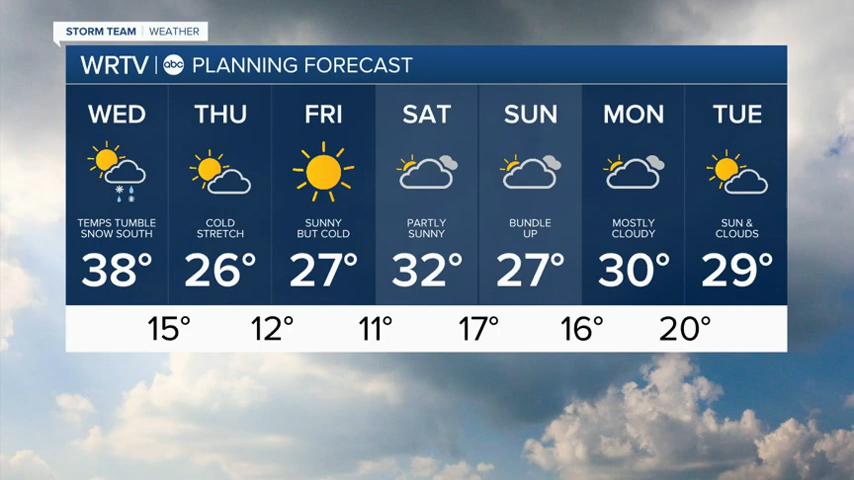 STORM TEAM | WEATHER
WRTV | abc PLANNING FORECAST
WED THU FRI SAT SUN MON TUE
TEMPS TUMBLE SNOW SOUTH
COLD STRETCH
SUNNY BUT COLD
PARTLY SUNNY
BUNDLE UP
MOSTLY CLOUDY
SUN & CLOUDS
38° 26° 27° 32° 27° 30° 29°
15° 12° 11° 17° 16° 20°